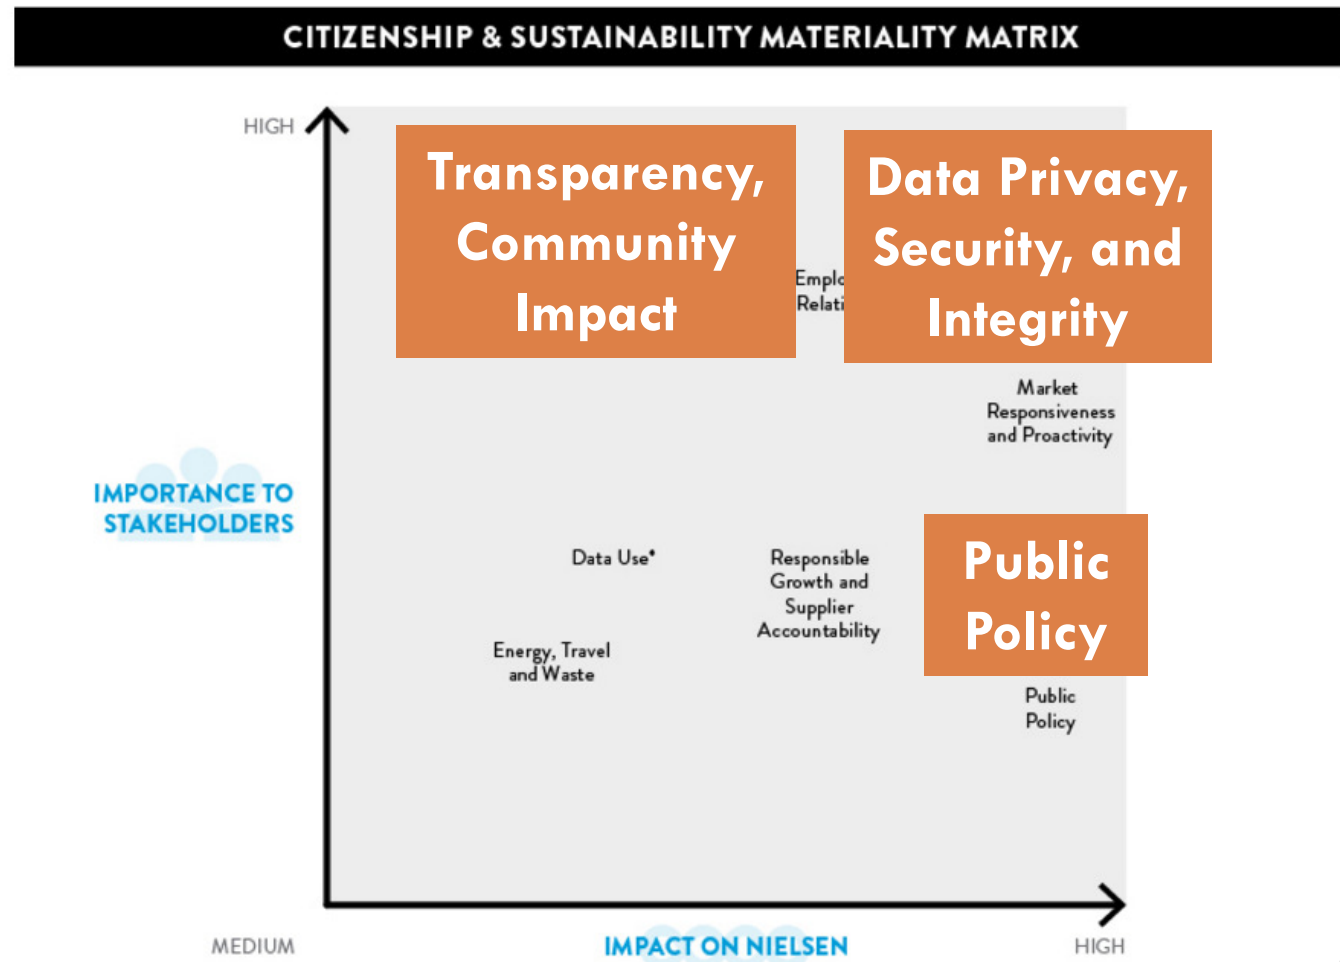 CITIZENSHIP & SUSTAINABILITY MATERIALITY MATRIX
HIGH
Transparency,
Community
Impact
Data Privacy,
Security, and
Integrity
Market
Responsiveness
and Proactivity
IMPORTANCE TO
STAKEHOLDERS
Data Use*
Responsible
Growth and
Supplier
Accountability
Public
Policy
Energy, Travel
and Waste
Public
Policy
MEDIUM
IMPACT ON NIELSEN
HIGH